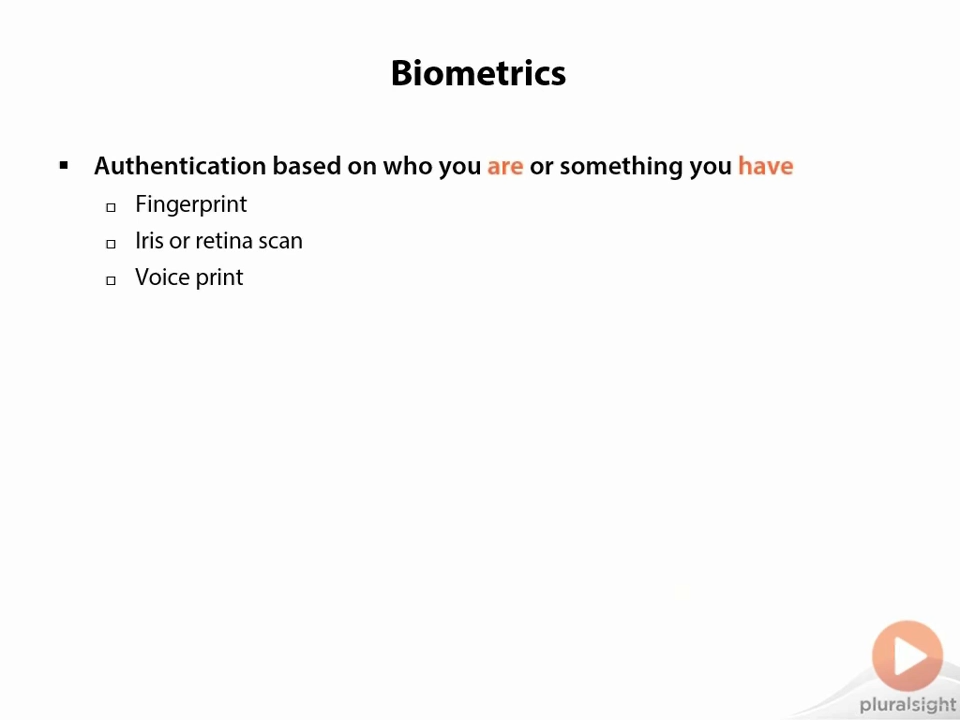 Biometrics
Authentication based on who you are or something you have
Fingerprint
Iris or retina scan
Voice print
pluralsight